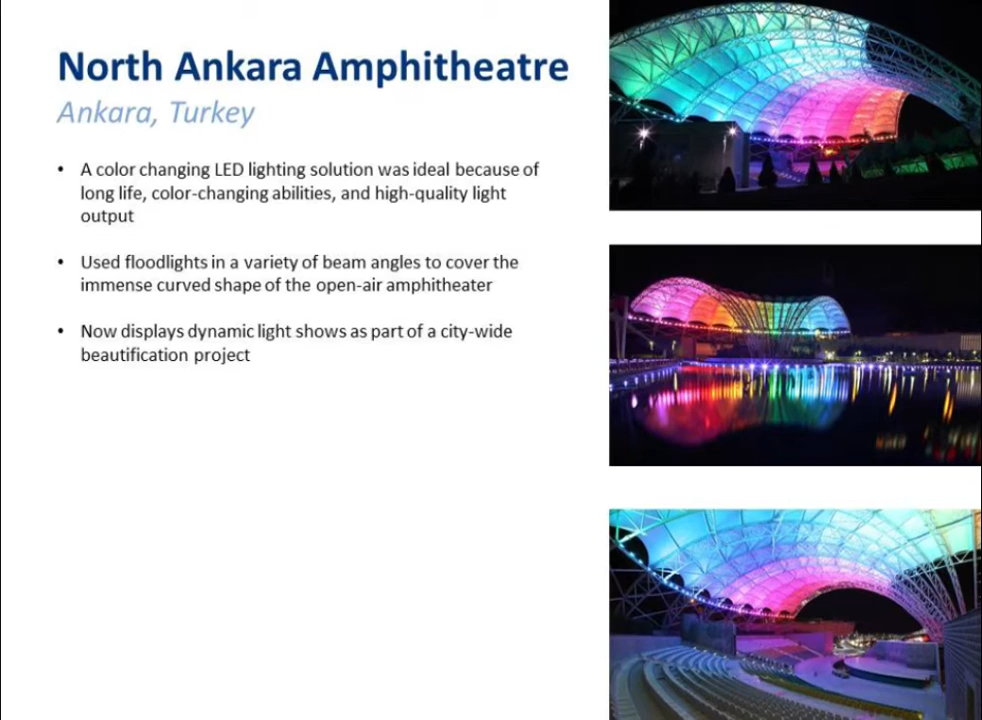 North Ankara Amphitheatre
Ankara, Turkey
• A color changing LED lighting solution was ideal because of
long life, color-changing abilities, and high-quality light
output
• Used floodlights in a variety of beam angles to cover the
immense curved shape of the open-air amphitheater
• Now displays dynamic light shows as part of a city-wide
beautification project